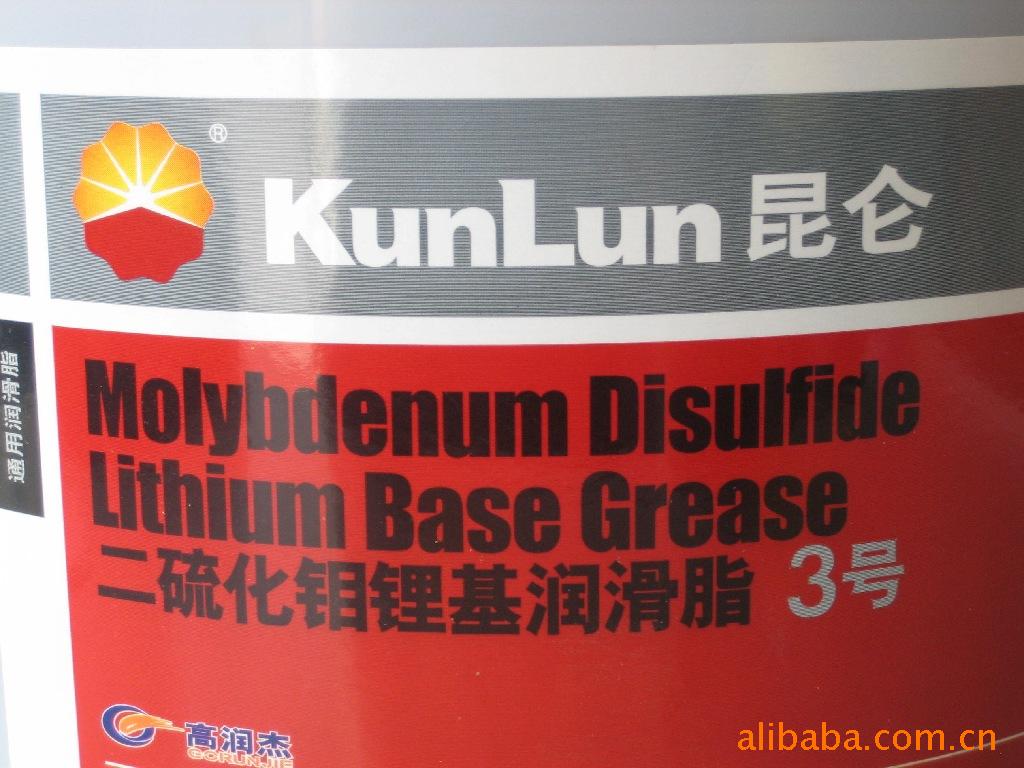 ®
KunLun 昆仑
通用润滑脂
Molybdenum Disulfide
Lithium Base Grease
二硫化钼锂基润滑脂 3号
高润杰
GORUNJIE
alibaba.com.cn